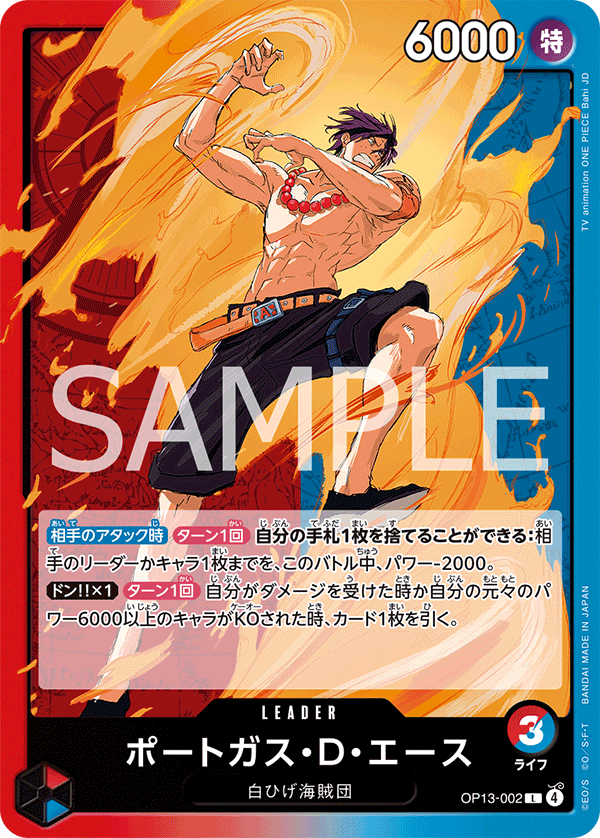 6000 特
TV animation ONE PIECE Bahi JD
SAMPLE
相手のアタック時 ターン1回 自分の手札1枚を捨てることができる:相
手のリーダーかキャラ1枚までを、このバトル中、パワー-2000。
ドン!!×1 ターン1回 自分がダメージを受けた時か自分の元々のパ
ワー6000以上のキャラがKOされた時、カード1枚を引く。
LEADER
ポートガス・D・エース
白ひげ海賊団
3
ライフ
OP13-002 L 4
©E.O/S ©O/S・F・T BANDAI MADE IN JAPAN